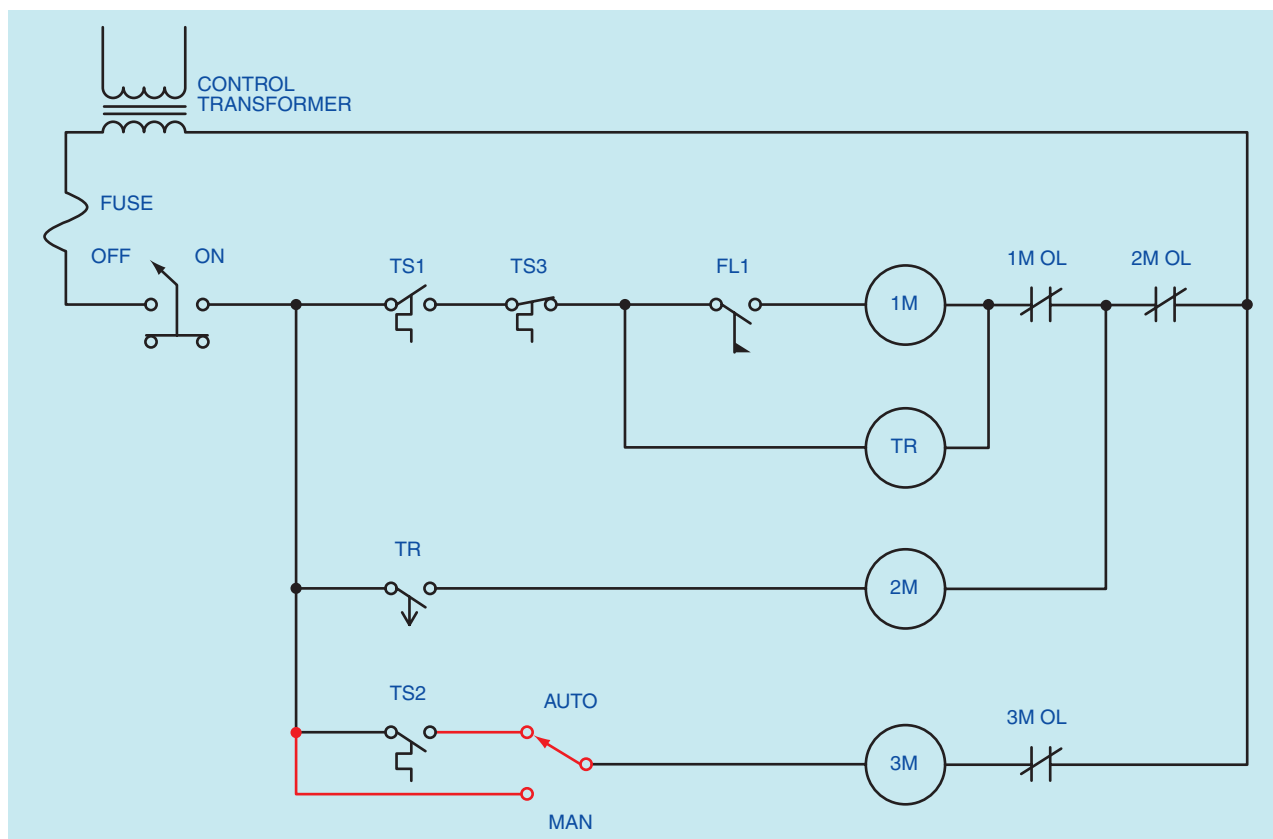 CONTROL
TRANSFORMER
FUSE
OFF
ON
TS1
TS3
FL1
1M
1M OL
2M OL
TR
TR
2M
TS2
AUTO
3M
3M OL
MAN